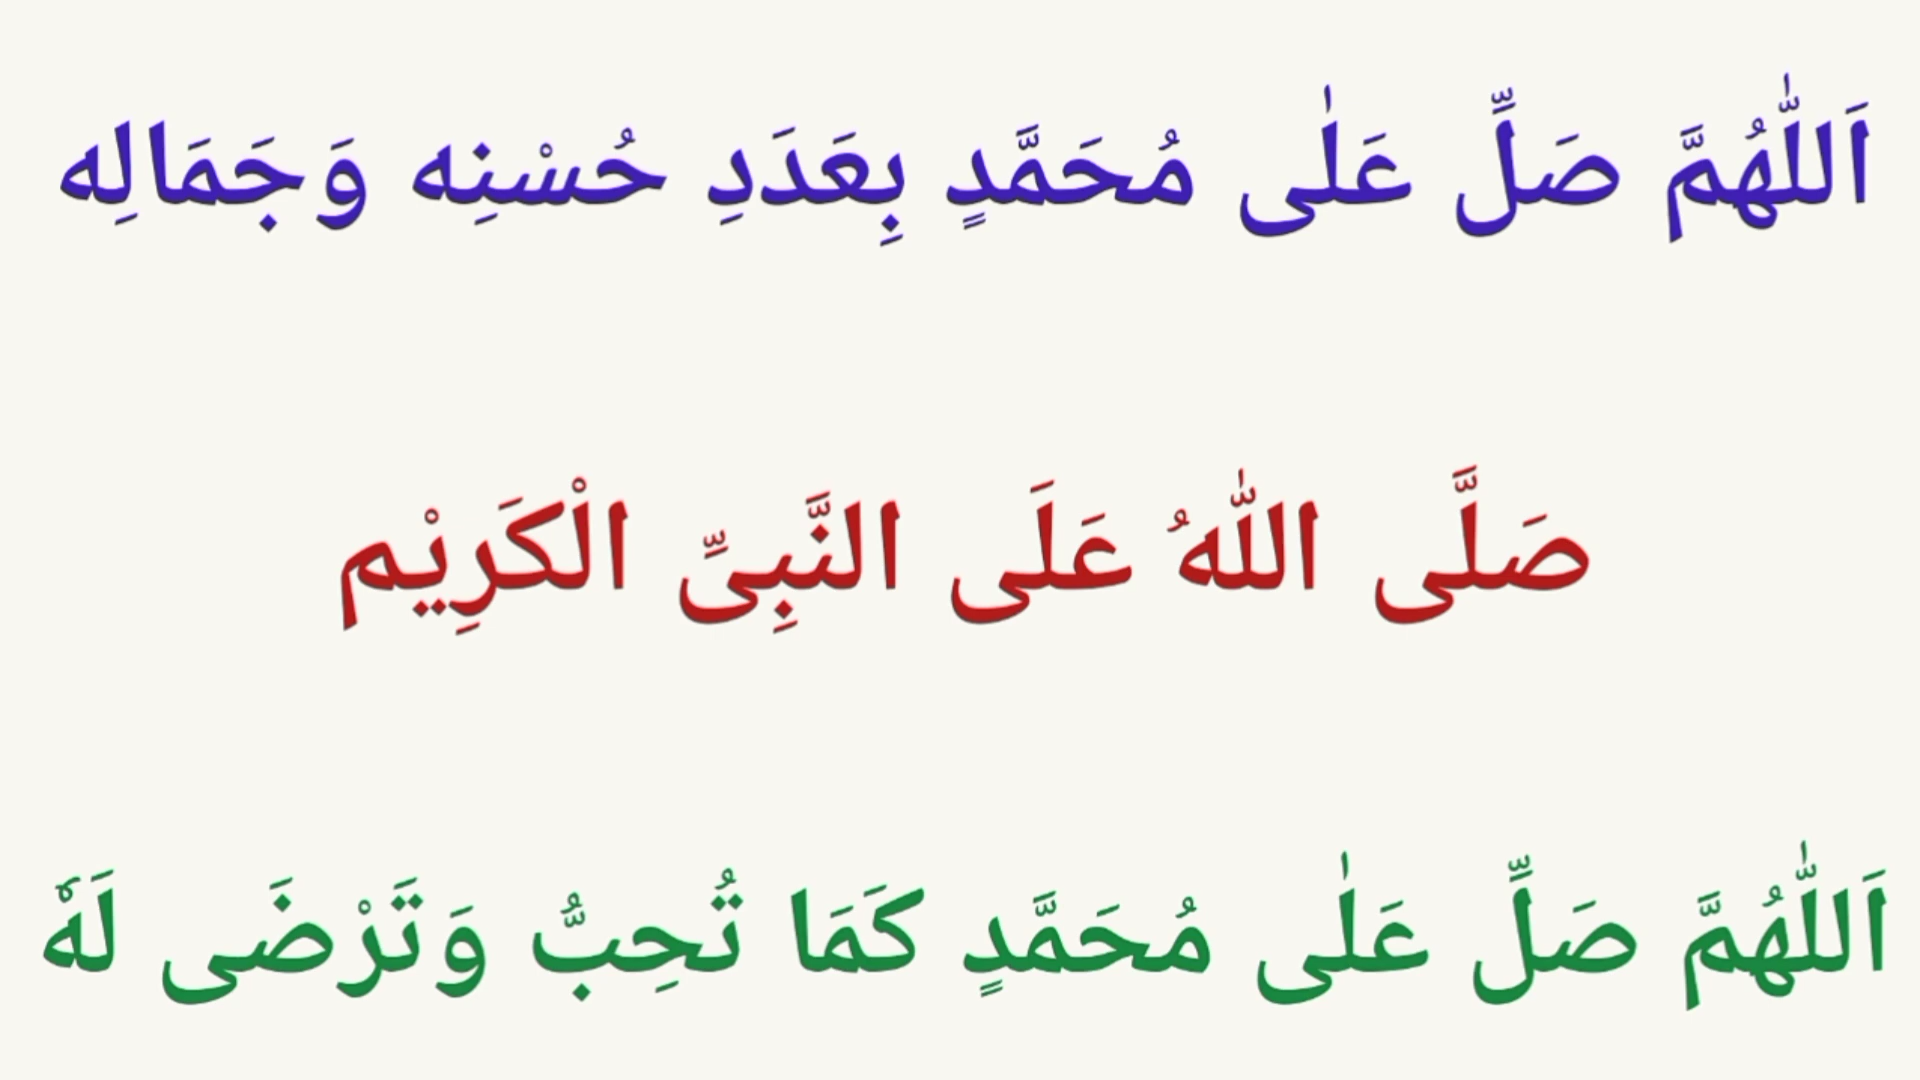 اَللّٰهُمَّ صَلِّ عَلٰى مُحَمَّدٍ بِعَدَدِ حُسْنِه وَجَمَالِه
صَلَّى اللّٰهُ عَلَى النَّبِىِّ الْكَرِيْم
اَللّٰهُمَّ صَلِّ عَلٰى مُحَمَّدٍ كَمَا تُحِبُّ وَتَرْضَى لَهٗ